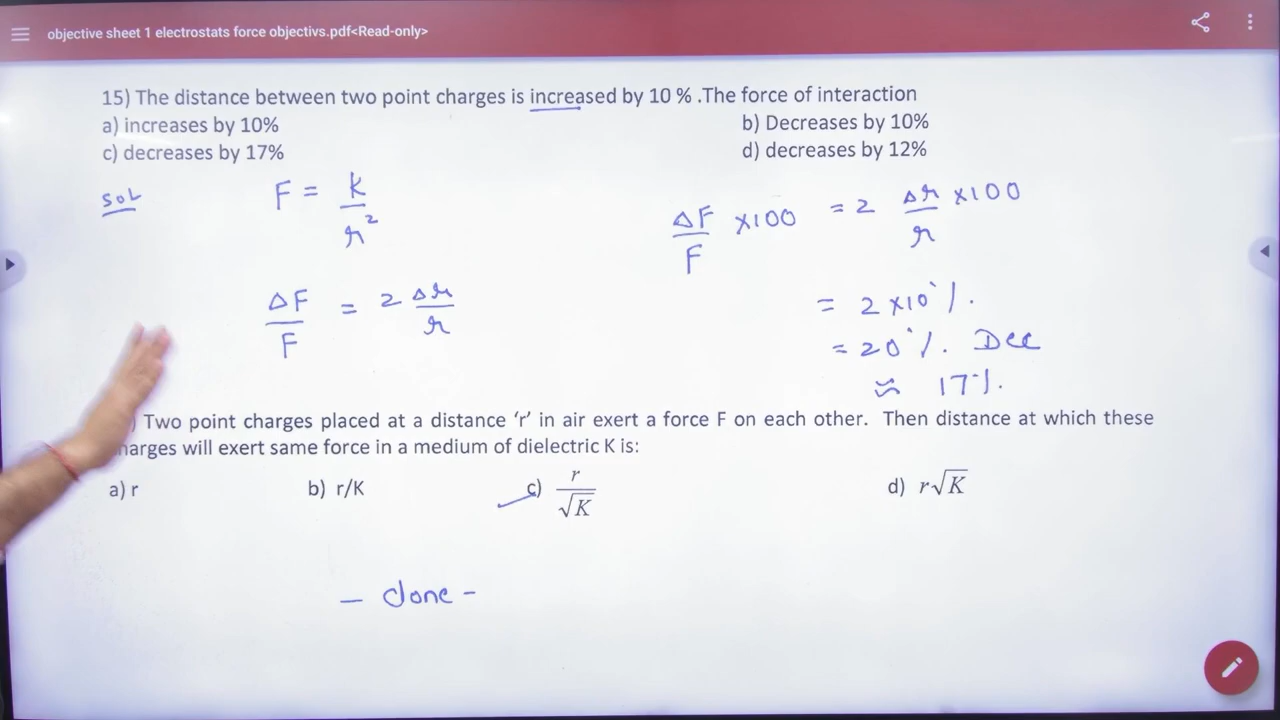 objective sheet 1 electrostats force objectivs.pdf<Read-only>
15) The distance between two point charges is increased by 10 % .The force of interaction
a) increases by 10%
b) Decreases by 10%
c) decreases by 17%
d) decreases by 12%
Sol
F = k/r²
ΔF/F = 2 Δr/r
ΔF/F ×100 = 2 Δr/r ×100
= 2 ×10%.
= 20%. Dec
≈ 17%.
) Two point charges placed at a distance ‘r’ in air exert a force F on each other. Then distance at which these
harges will exert same force in a medium of dielectric K is:
a) r
b) r/K
c) r/√K
d) r√K
– done –